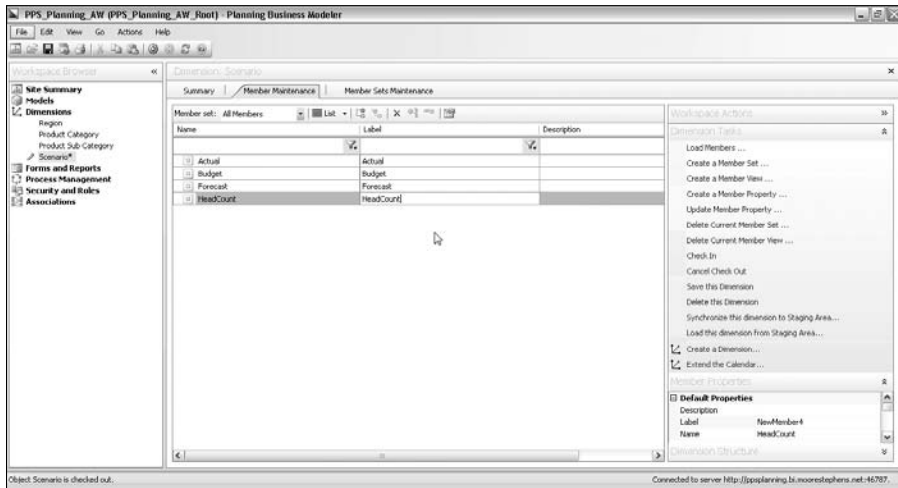 PPS_Planning_AW (PPS_Planning_AW_Root) - Planning Business Modeler
File Edit View Go Actions Help
Workspace Browser «
Site Summary
Models
Dimensions
Region
Product Category
Product Sub Category
Scenario*
Forms and Reports
Process Management
Security and Roles
Associations
Dimension: Scenario
Summary Member Maintenance Member Sets Maintenance
Member set: All Members List
Name Label Description
Actual Actual
Budget Budget
Forecast Forecast
HeadCount HeadCount
Workspace Actions »
Dimension Tasks
Load Members ...
Create a Member Set ...
Create a Member View ...
Create a Member Property ...
Update Member Property ...
Delete Current Member Set ...
Delete Current Member View ...
Check In
Cancel Check Out
Save this Dimension
Delete this Dimension
Synchronize this dimension to Staging Area...
Load this dimension from Staging Area...
Create a Dimension...
Extend the Calendar...
Member Properties
Default Properties
Description
Label NewMember4
Name HeadCount
Dimension Structure
Object Scenario is checked out.
Connected to server http://ppsplanning.bi.moorestephens.net:46787.